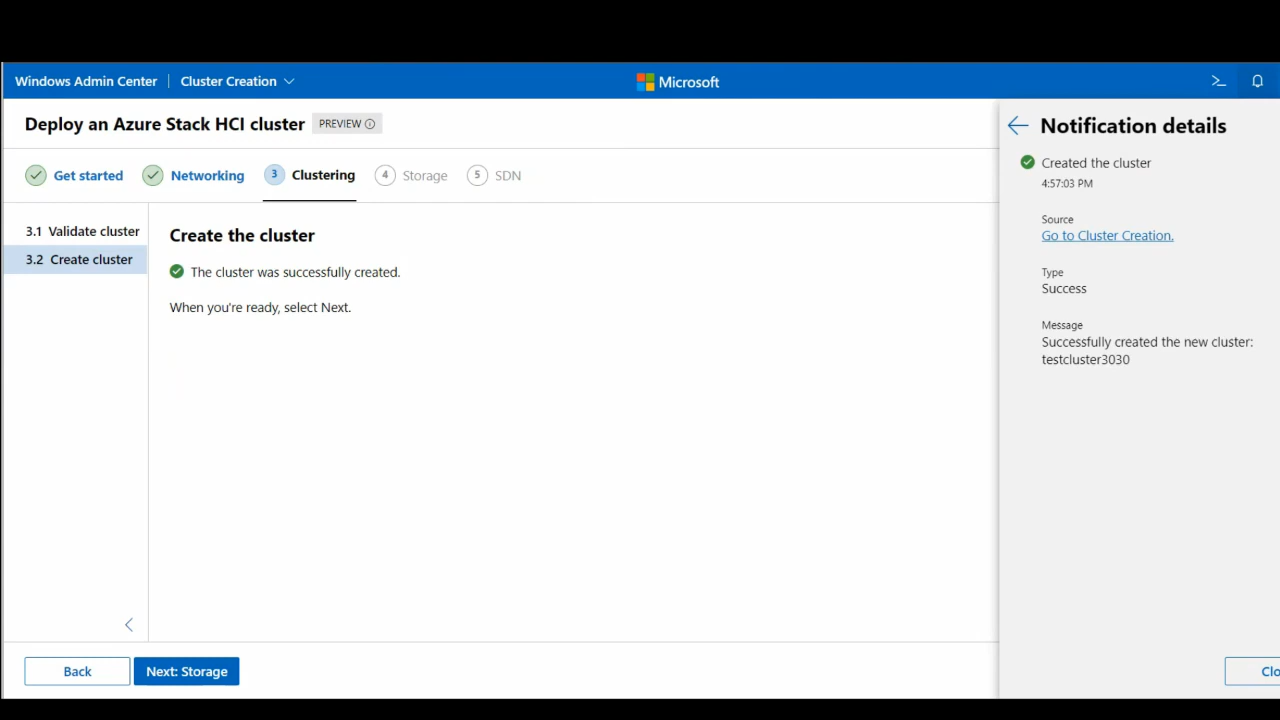 Windows Admin Center
Cluster Creation
Microsoft
Deploy an Azure Stack HCI cluster
PREVIEW
Get started
Networking
3 Clustering
4 Storage
5 SDN
3.1 Validate cluster
3.2 Create cluster
Create the cluster
The cluster was successfully created.
When you're ready, select Next.
Back
Next: Storage
Notification details
Created the cluster
4:57:03 PM
Source
Go to Cluster Creation.
Type
Success
Message
Successfully created the new cluster:
testcluster3030